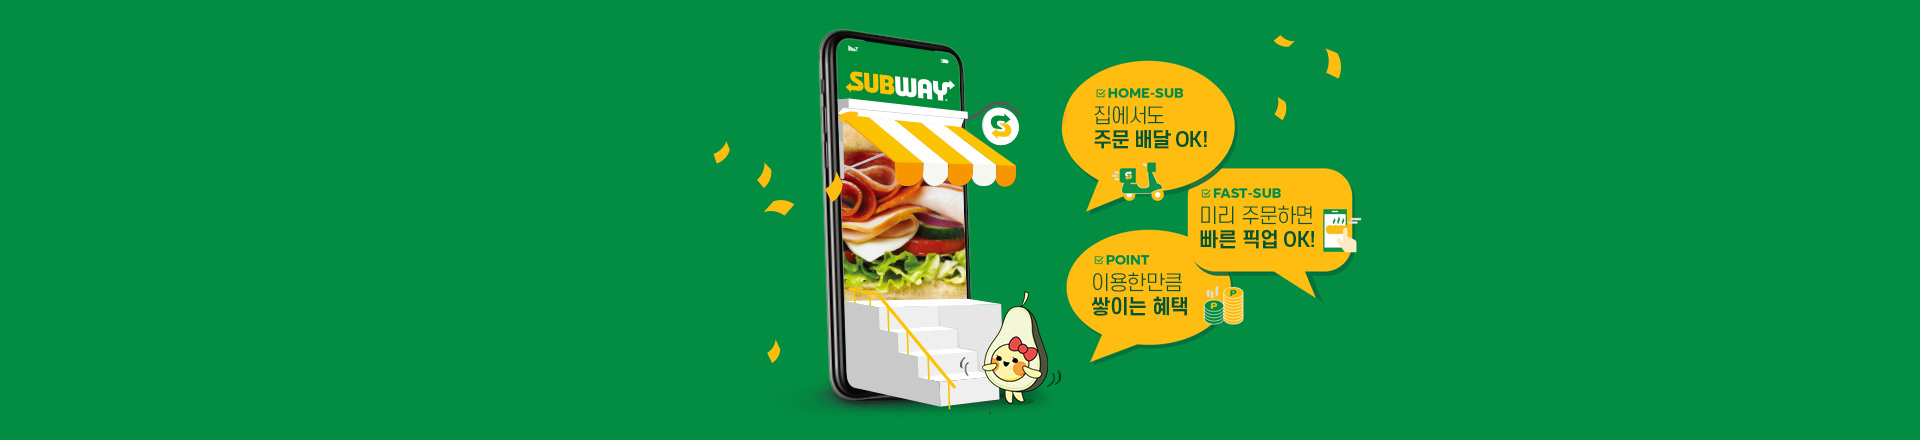 SUBWAY
HOME-SUB
집에서도
주문 배달 OK!
FAST-SUB
미리 주문하면
빠른 픽업 OK!
POINT
이용한만큼
쌓이는 혜택
P
P